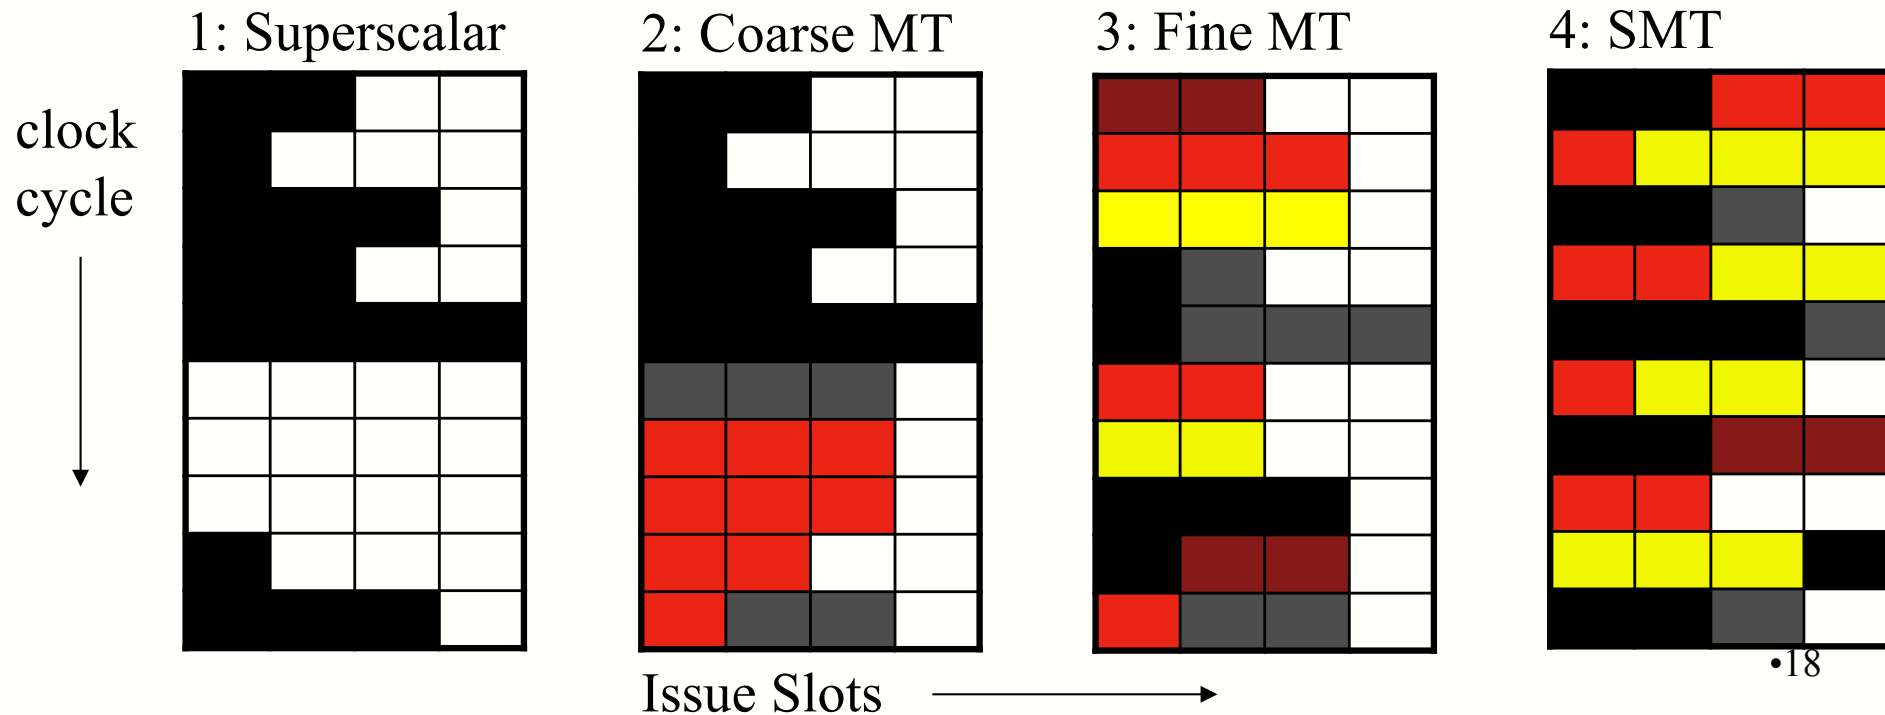 1: Superscalar
2: Coarse MT
3: Fine MT
4: SMT
clock
cycle
Issue Slots
•18